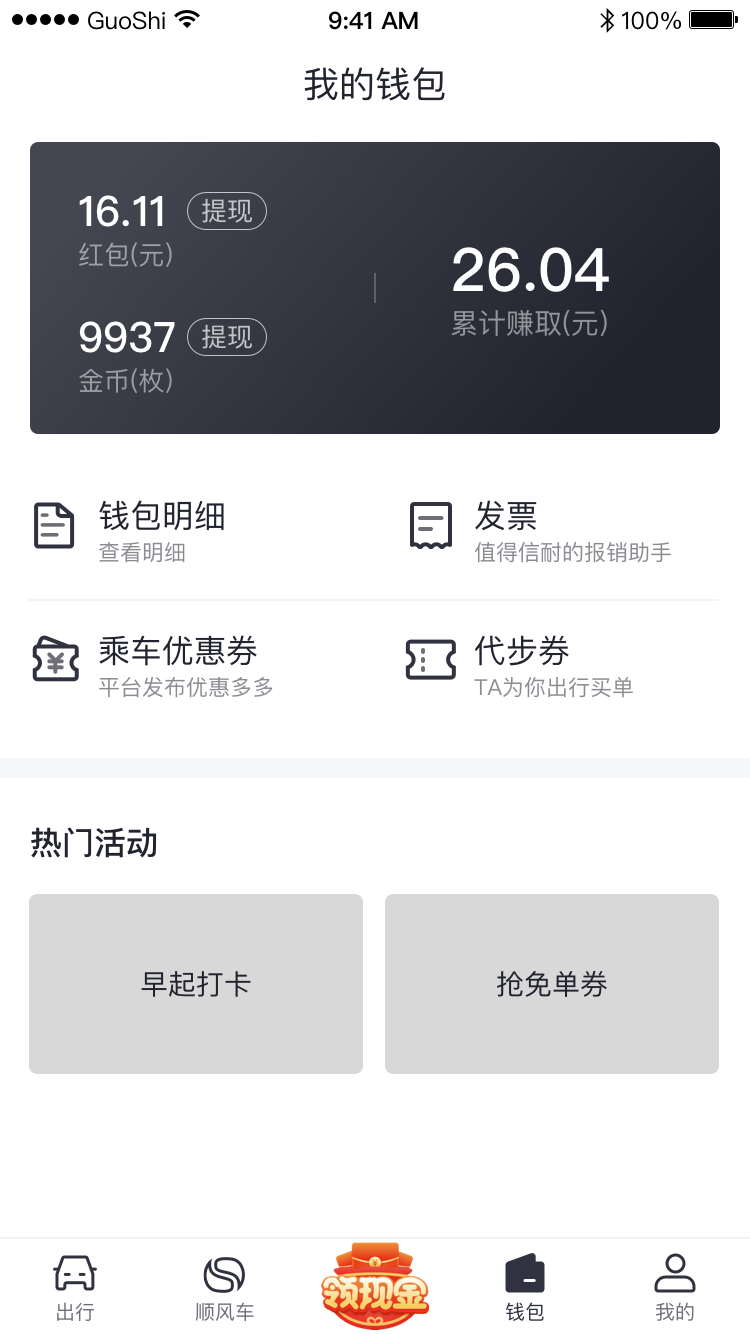 GuoShi
9:41 AM
100%
我的钱包
16.11 提现
红包(元)
9937 提现
金币(枚)
26.04
累计赚取(元)
钱包明细
查看明细
发票
值得信耐的报销助手
乘车优惠券
平台发布优惠多多
代步券
TA为你出行买单
热门活动
早起打卡
抢免单券
领现金
出行
顺风车
钱包
我的